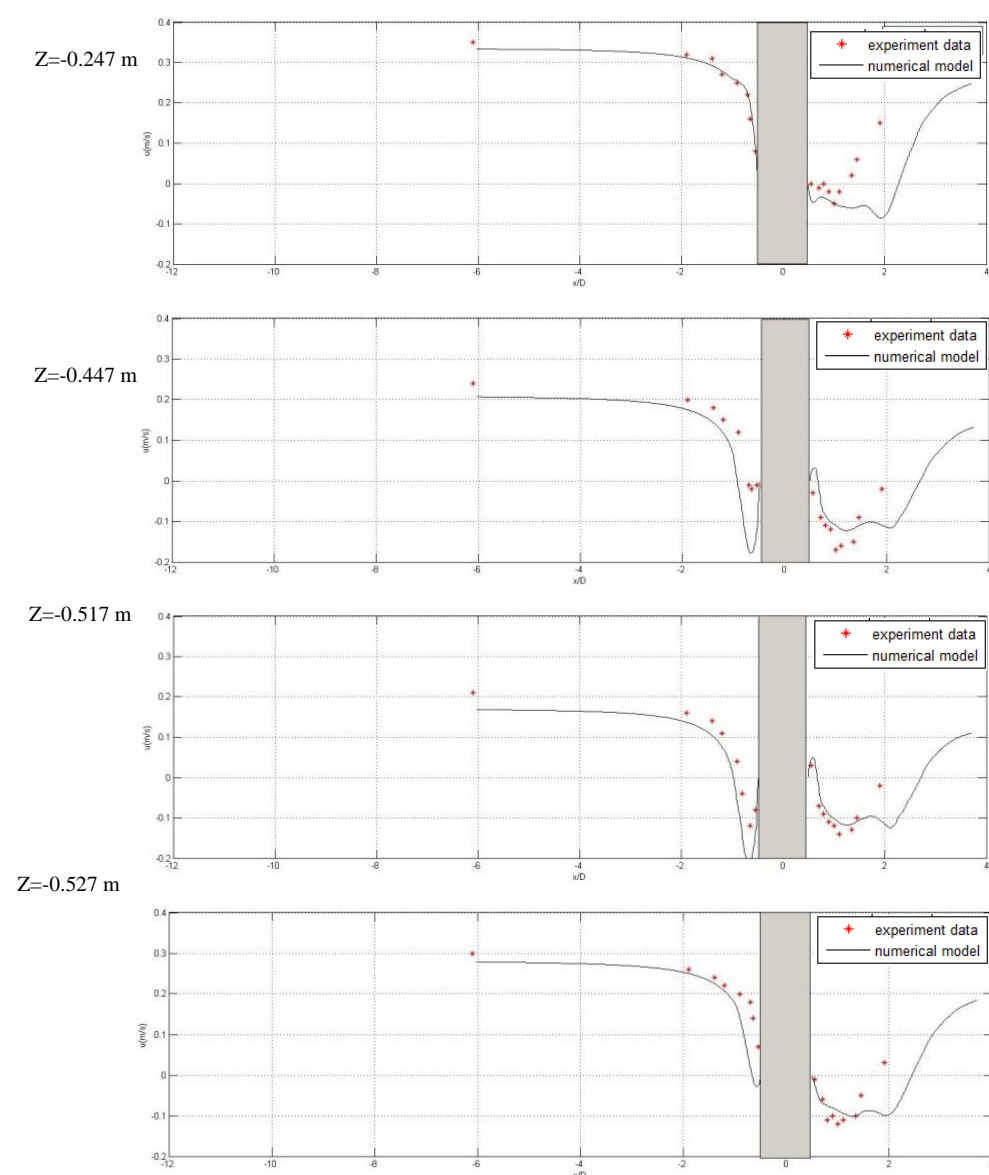 Z=-0.247 m
0.4
0.3
0.2
0.1
0
-0.1
-0.2
u(m/s)
experiment data
numerical model
-12 -10 -8 -6 -4 -2 0 2 4
x/D
Z=-0.447 m
0.4
0.3
0.2
0.1
0
-0.1
-0.2
u(m/s)
experiment data
numerical model
-12 -10 -8 -6 -4 -2 0 2 4
x/D
Z=-0.517 m
0.4
0.3
0.2
0.1
0
-0.1
-0.2
u(m/s)
experiment data
numerical model
-12 -10 -8 -6 -4 -2 0 2 4
x/D
Z=-0.527 m
0.4
0.3
0.2
0.1
0
-0.1
-0.2
u(m/s)
experiment data
numerical model
-12 -10 -8 -6 -4 -2 0 2 4
x/D